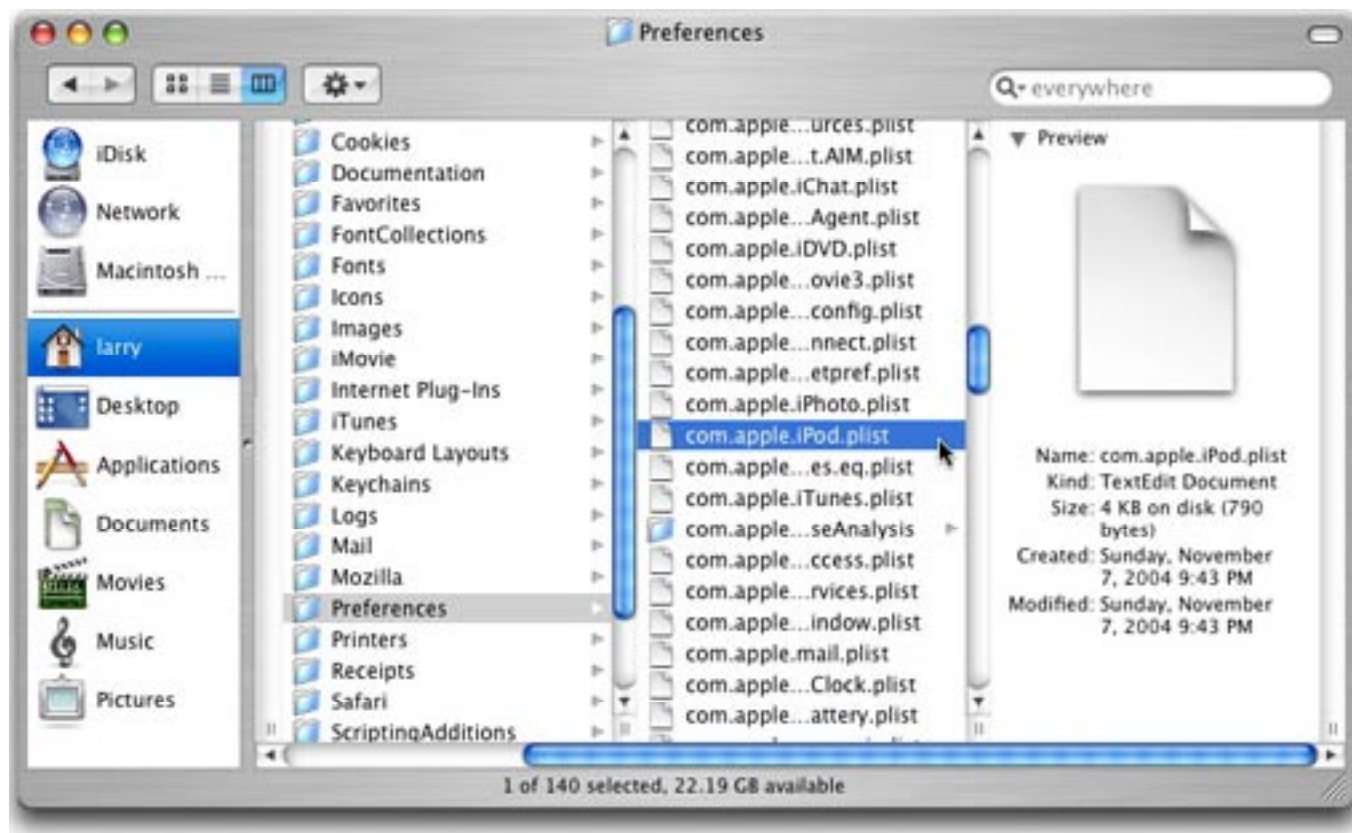 Preferences
everywhere
iDisk
Network
Macintosh ...
larry
Desktop
Applications
Documents
Movies
Music
Pictures
Cookies
Documentation
Favorites
FontCollections
Fonts
Icons
Images
iMovie
Internet Plug-Ins
iTunes
Keyboard Layouts
Keychains
Logs
Mail
Mozilla
Preferences
Printers
Receipts
Safari
ScriptingAdditions
com.apple...urces.plist
com.apple...t.AIM.plist
com.apple.iChat.plist
com.apple...Agent.plist
com.apple.iDVD.plist
com.apple...ovie3.plist
com.apple...config.plist
com.apple...nnect.plist
com.apple...etpref.plist
com.apple.iPhoto.plist
com.apple.iPod.plist
com.apple...es.eq.plist
com.apple.iTunes.plist
com.apple...seAnalysis
com.apple...ccess.plist
com.apple...rvices.plist
com.apple...indow.plist
com.apple.mail.plist
com.apple...Clock.plist
com.apple...attery.plist
Preview
Name: com.apple.iPod.plist
Kind: TextEdit Document
Size: 4 KB on disk (790
bytes)
Created: Sunday, November
7, 2004 9:43 PM
Modified: Sunday, November
7, 2004 9:43 PM
1 of 140 selected, 22.19 GB available